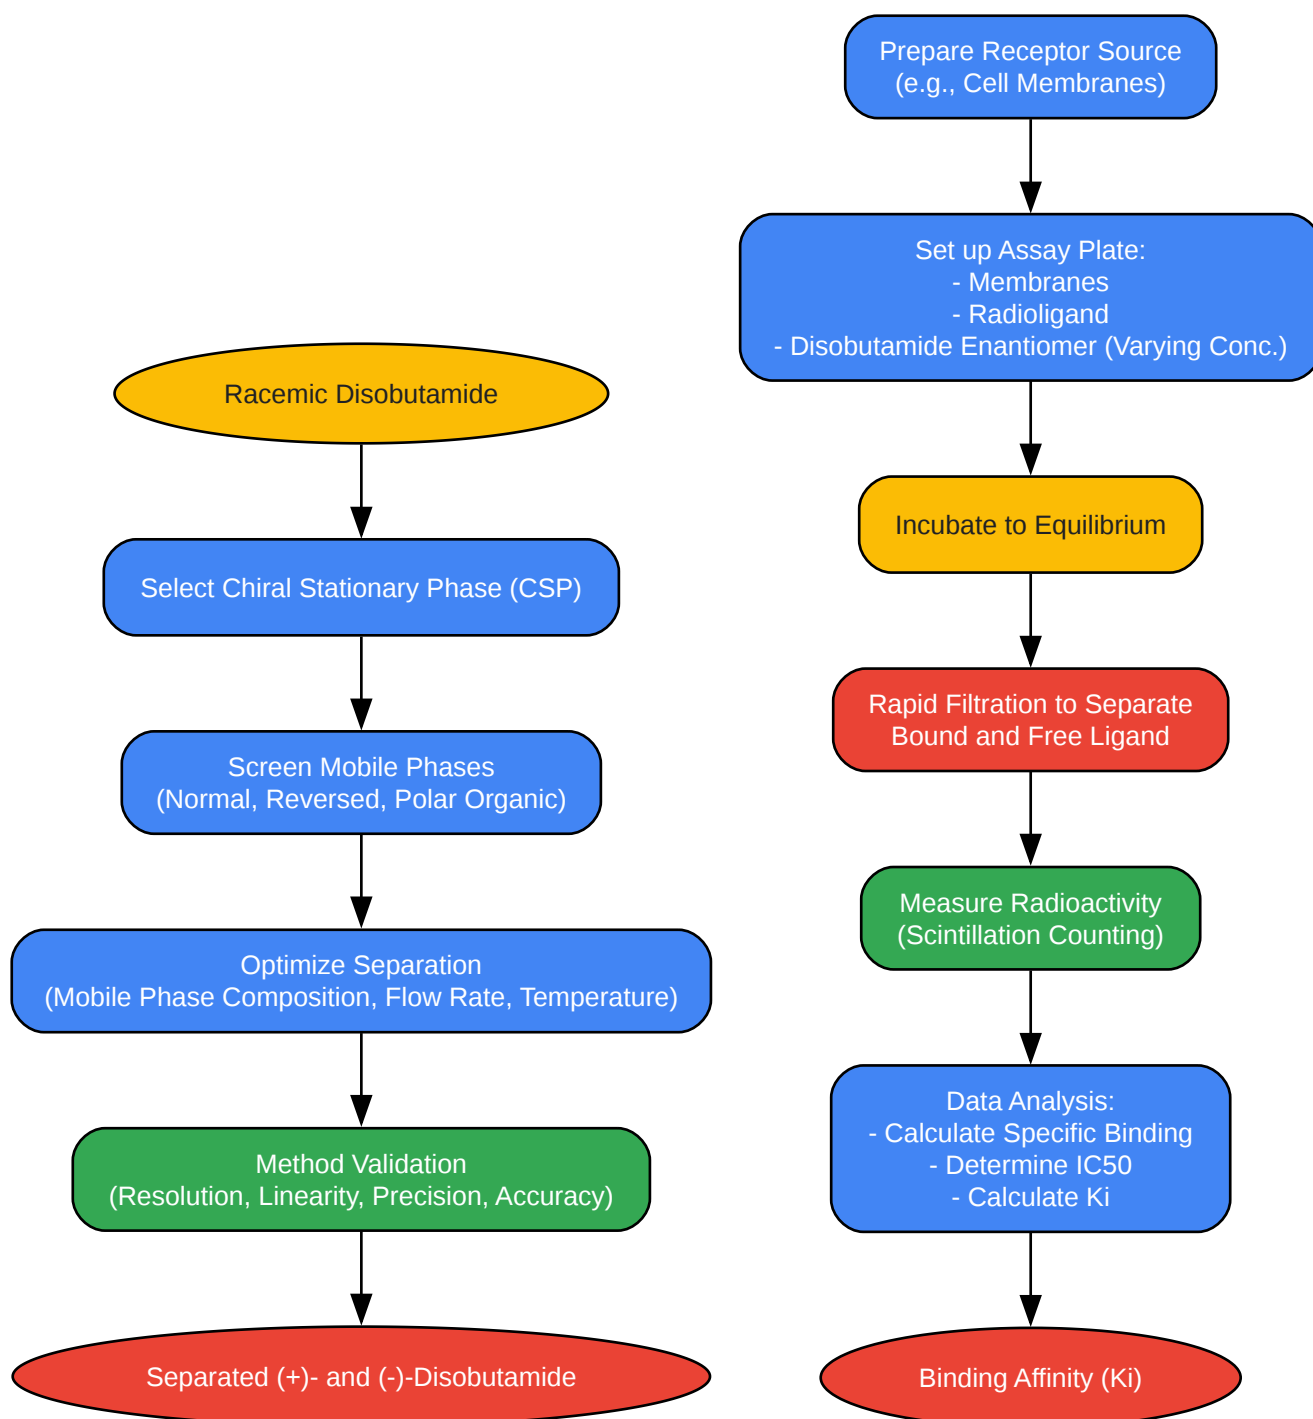 Racemic Disobutamide
Select Chiral Stationary Phase (CSP)
Screen Mobile Phases
(Normal, Reversed, Polar Organic)
Optimize Separation
(Mobile Phase Composition, Flow Rate, Temperature)
Method Validation
(Resolution, Linearity, Precision, Accuracy)
Separated (+)- and (-)-Disobutamide
Prepare Receptor Source
(e.g., Cell Membranes)
Set up Assay Plate:
- Membranes
- Radioligand
- Disobutamide Enantiomer (Varying Conc.)
Incubate to Equilibrium
Rapid Filtration to Separate
Bound and Free Ligand
Measure Radioactivity
(Scintillation Counting)
Data Analysis:
- Calculate Specific Binding
- Determine IC50
- Calculate Ki
Binding Affinity (Ki)